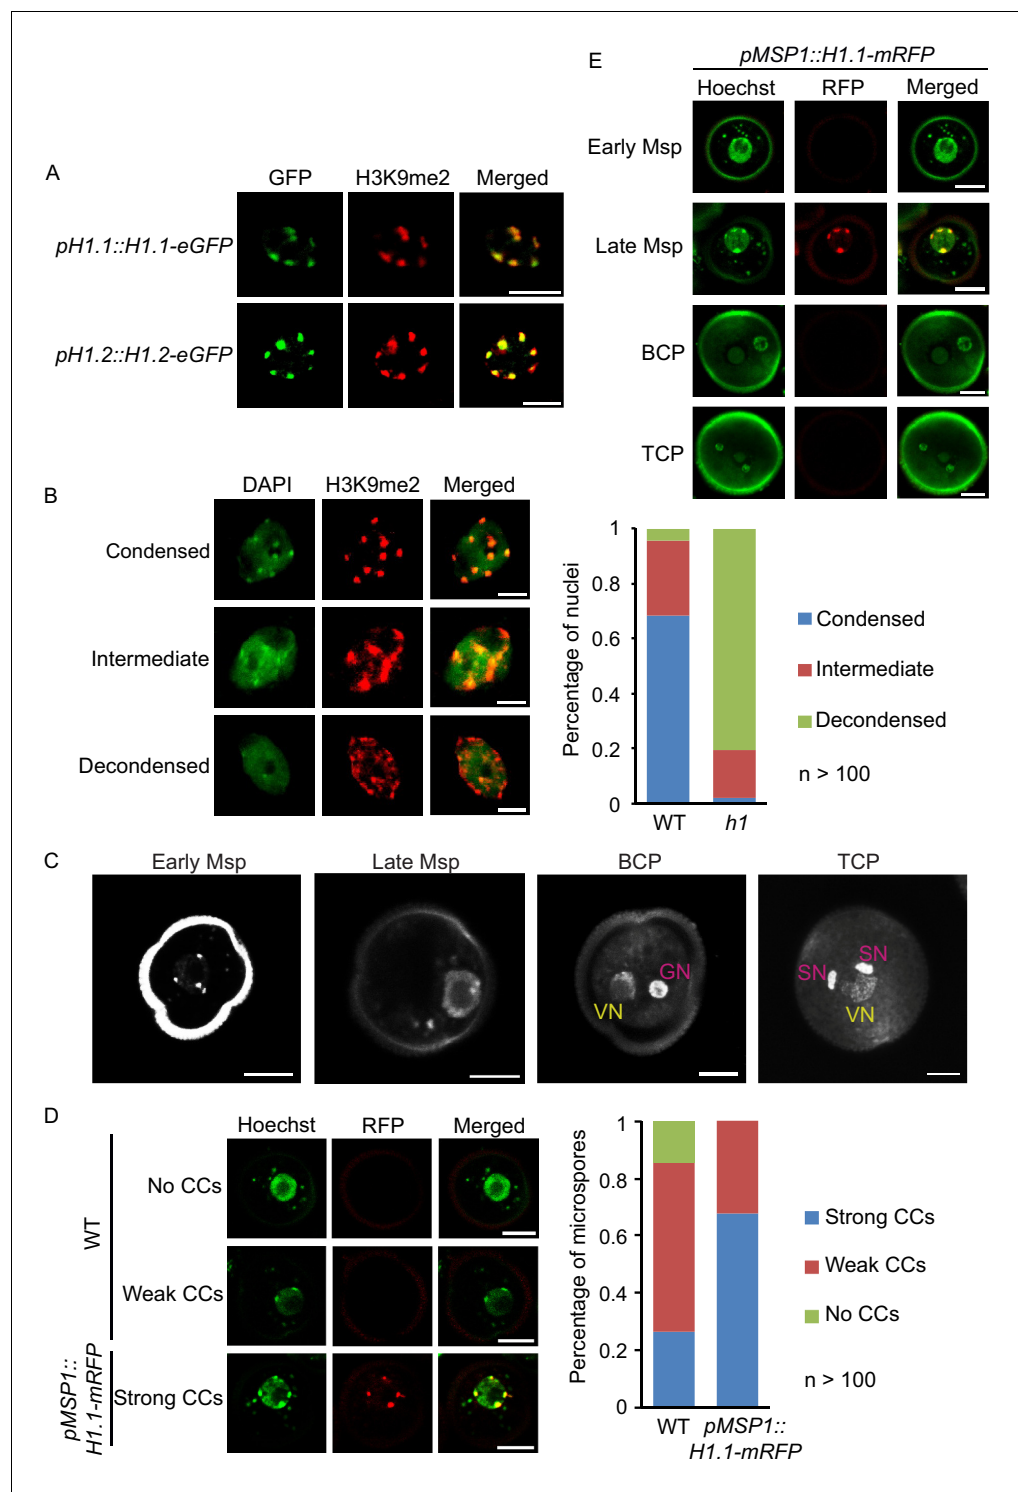 A
GFP H3K9me2 Merged
pH1.1::H1.1-eGFP
pH1.2::H1.2-eGFP
E
pMSP1::H1.1-mRFP
Hoechst RFP Merged
Early Msp
Late Msp
BCP
TCP
B
DAPI H3K9me2 Merged
Condensed
Intermediate
Decondensed
Percentage of nuclei
1
0.8
0.6
0.4
0.2
0
WT h1
Condensed
Intermediate
Decondensed
n > 100
C
Early Msp Late Msp BCP TCP
GN
VN
SN
SN
VN
D
Hoechst RFP Merged
WT
No CCs
Weak CCs
pMSP1::
H1.1-mRFP
Strong CCs
Percentage of microspores
1
0.8
0.6
0.4
0.2
0
WT pMSP1::
H1.1-mRFP
Strong CCs
Weak CCs
No CCs
n > 100